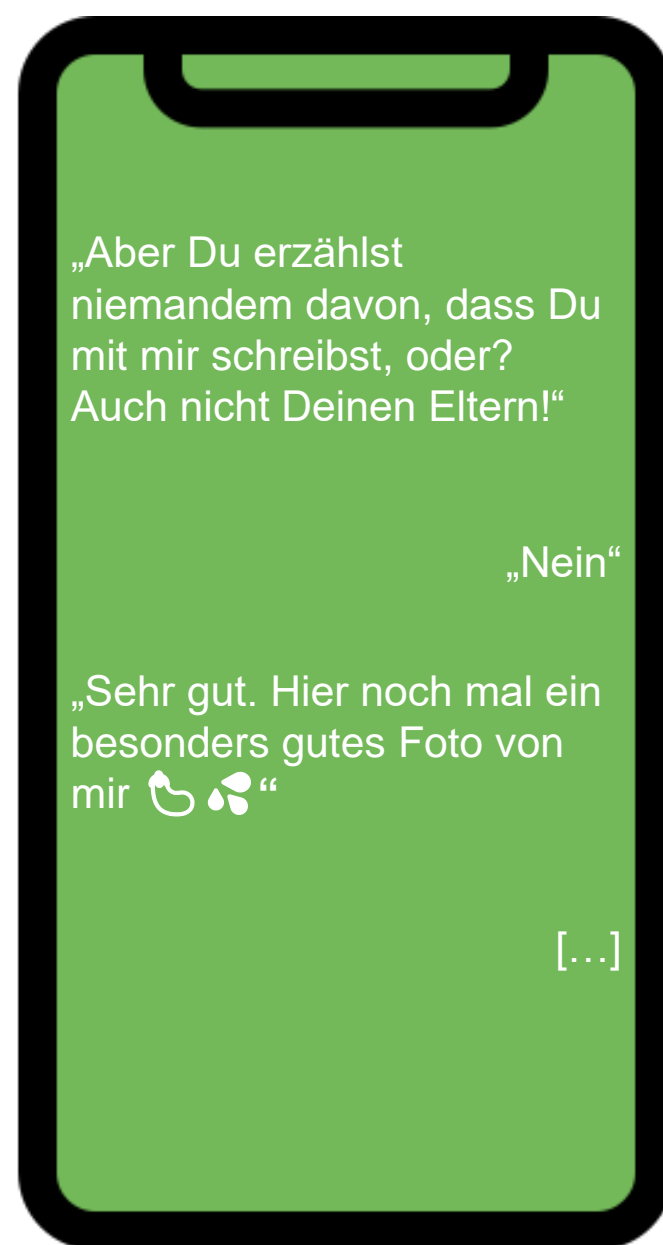 „Aber Du erzählst
niemandem davon, dass Du
mit mir schreibst, oder?
Auch nicht Deinen Eltern!“
„Nein“
„Sehr gut. Hier noch mal ein
besonders gutes Foto von
mir 🍆💦“
[…]